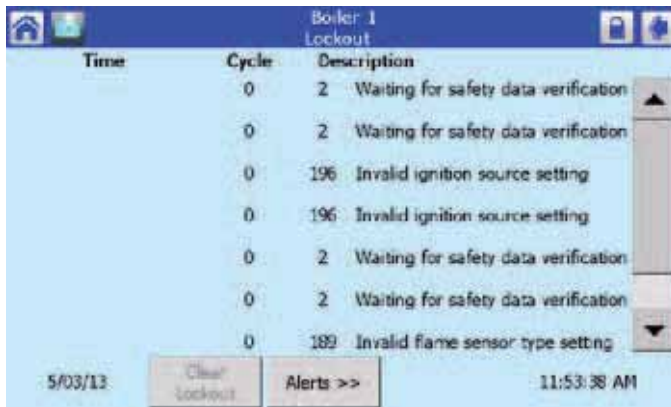 Boiler 1
Lockout
Time Cycle Description
0 2 Waiting for safety data verification
0 2 Waiting for safety data verification
0 196 Invalid ignition source setting
0 196 Invalid ignition source setting
0 2 Waiting for safety data verification
0 2 Waiting for safety data verification
0 189 Invalid flame sensor type setting
5/03/13 Clear Lockout Alerts >> 11:53:38 AM